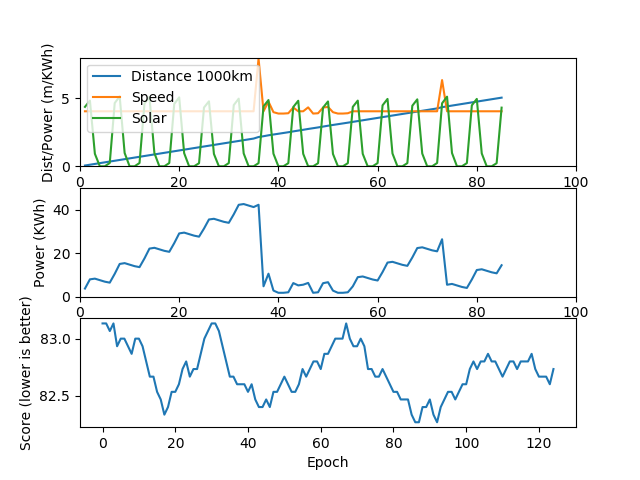 Dist/Power (m/KWh)
5
0
Distance 1000km
Speed
Solar
0 20 40 60 80 100
Power (KWh)
40
20
0
0 20 40 60 80 100
Score (lower is better)
83.0
82.5
0 20 40 60 80 100 120
Epoch